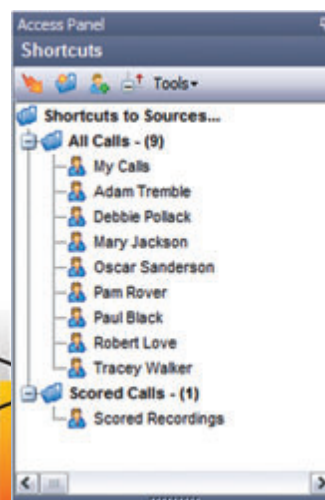 Access Panel
Shortcuts
Tools
Shortcuts to Sources...
All Calls - (9)
My Calls
Adam Tremble
Debbie Pollack
Mary Jackson
Oscar Sanderson
Pam Rover
Paul Black
Robert Love
Tracey Walker
Scored Calls - (1)
Scored Recordings